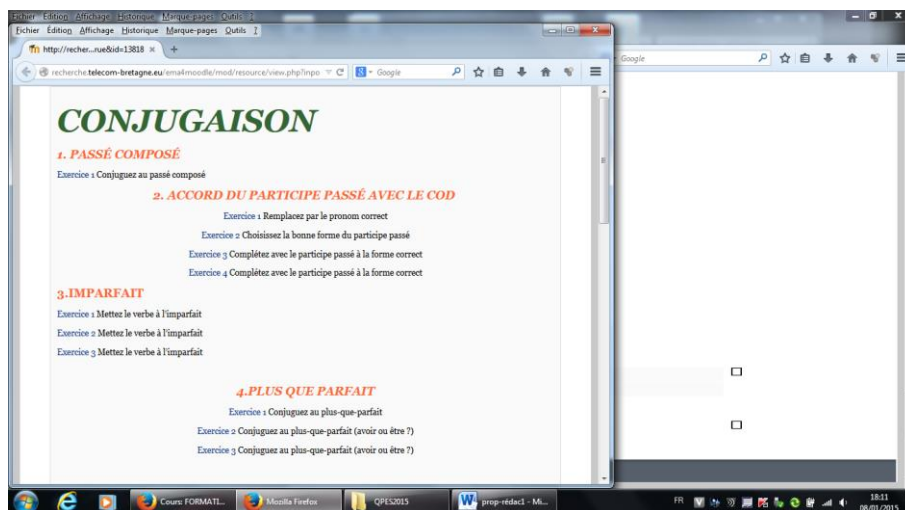 Fichier Édition Affichage Historique Marque-pages Outils ?
Fichier Édition Affichage Historique Marque-pages Outils ?
http://recher...rue&id=13818 × +
recherche.telecom-bretagne.eu/ema4moodle/mod/resource/view.php?inpo
Google
Google
CONJUGAISON
1. PASSÉ COMPOSÉ
Exercice 1 Conjuguez au passé composé
2. ACCORD DU PARTICIPE PASSÉ AVEC LE COD
Exercice 1 Remplacez par le pronom correct
Exercice 2 Choisissez la bonne forme du participe passé
Exercice 3 Complétez avec le participe passé à la forme correct
Exercice 4 Complétez avec le participe passé à la forme correct
3.IMPARFAIT
Exercice 1 Mettez le verbe à l'imparfait
Exercice 2 Mettez le verbe à l'imparfait
Exercice 3 Mettez le verbe à l'imparfait
4.PLUS QUE PARFAIT
Exercice 1 Conjuguez au plus-que-parfait
Exercice 2 Conjuguez au plus-que-parfait (avoir ou être ?)
Exercice 3 Conjuguez au plus-que-parfait (avoir ou être ?)
Cours: FORMATI... Mozilla Firefox QPES2015 prop-rédac1 - Mi... FR 18:11
08/01/2015